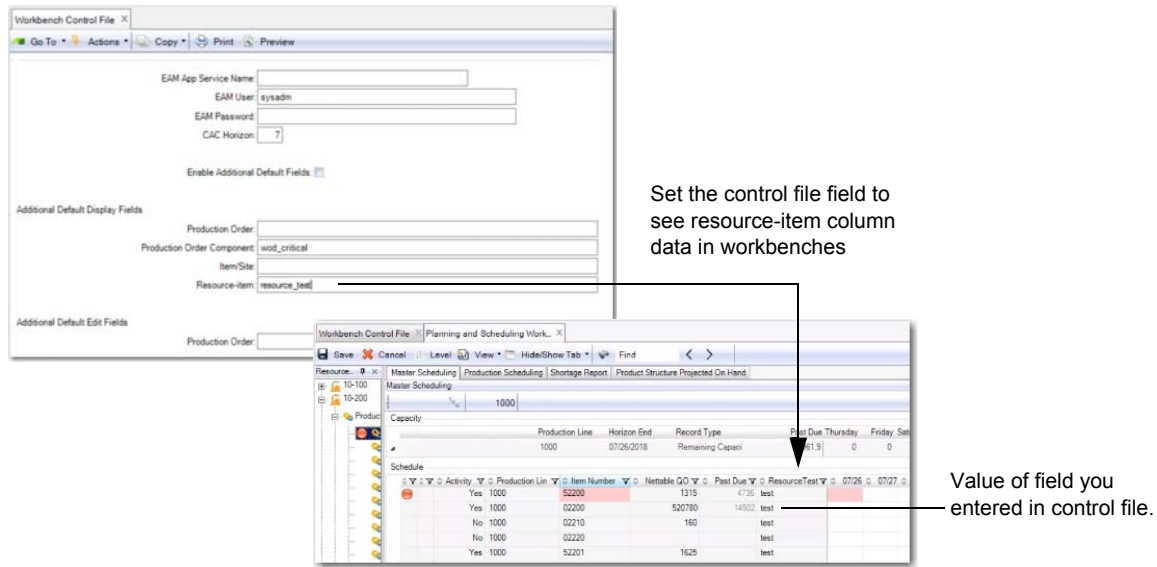 Workbench Control File X
Go To Actions Copy Print Preview
EAM App Service Name:
EAM User: sysadm
EAM Password:
CAC Horizon: 7
Enable Additional Default Fields:
Additional Default Display Fields
Production Order:
Production Order Component: wod_critical
Item/Site:
Resource-item: resource_test
Additional Default Edit Fields
Production Order:
Set the control file field to
see resource-item column
data in workbenches
Workbench Control File X Planning and Scheduling Work... X
Save Cancel Level View Hide/Show Tab Find < >
Resource... Master Scheduling Production Scheduling Shortage Report Product Structure Projected On Hand
10-100 Master Scheduling
10-200 1000
Produc Capacity
Production Line Horizon End Record Type Past Due Thursday Friday Sat
1000 07/26/2018 Remaining Capaci 61.9 0 0
Schedule
Activity Production Lin Item Number Nettable QO Past Due ResourceTest 07/26 07/27
Yes 1000 52200 1315 4736 test
Yes 1000 02200 520780 14502 test
No 1000 02210 160 test
No 1000 02220 test
Yes 1000 52201 1625 test
Value of field you
entered in control file.